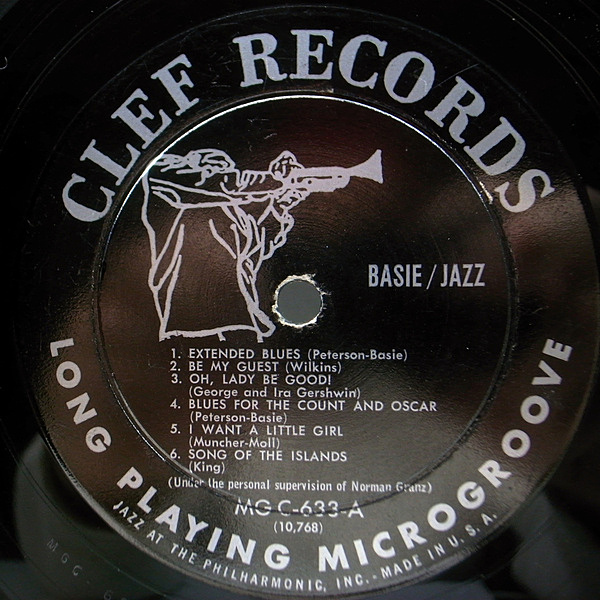 CLEF RECORDS
BASIE / JAZZ
1. EXTENDED BLUES (Peterson-Basie)
2. BE MY GUEST (Wilkins)
3. OH, LADY BE GOOD!
(George and Ira Gershwin)
4. BLUES FOR THE COUNT AND OSCAR
(Peterson-Basie)
5. I WANT A LITTLE GIRL
(Muncher-Moll)
6. SONG OF THE ISLANDS
(King)
(Under the personal supervision of Norman Granz)
MG C-633-A
(10,768)
LONG PLAYING MICROGROOVE
JAZZ AT THE PHILHARMONIC, INC. - MADE IN U.S.A.
MGC-